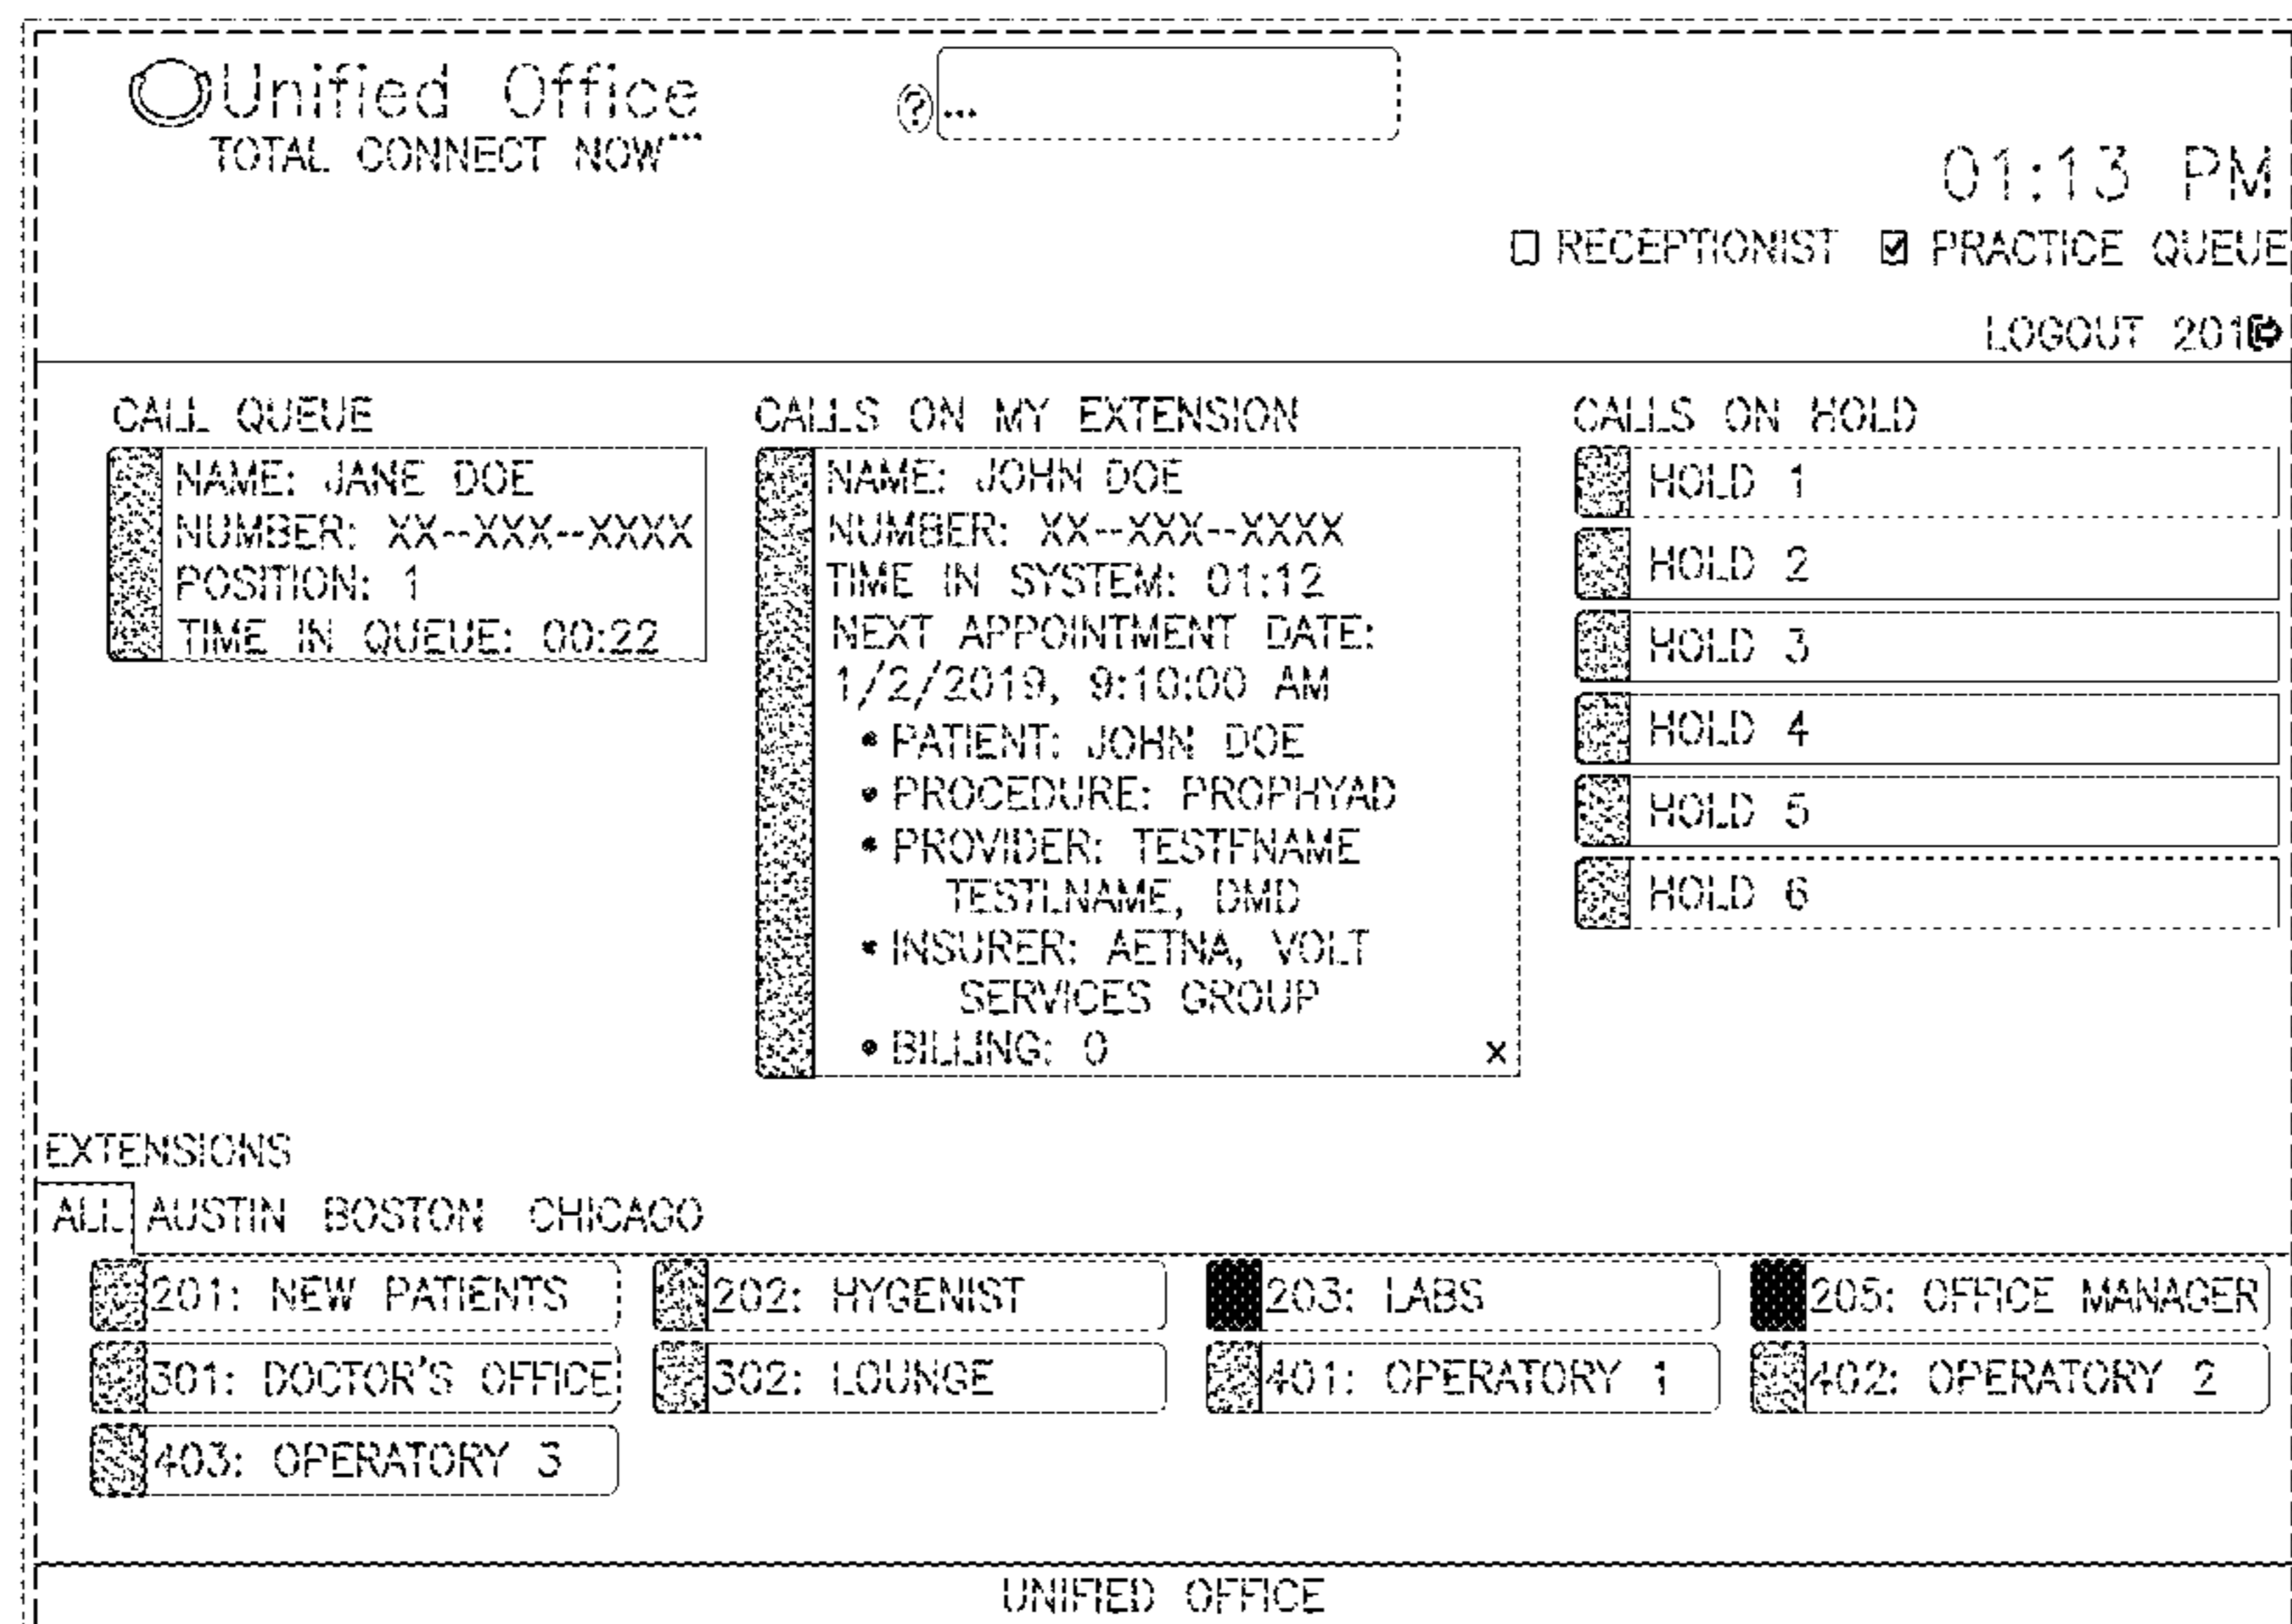 Unified Office
TOTAL CONNECT NOW
?
...
01:13 PM
RECEPTIONIST PRACTICE QUEUE
LOGOUT 201
CALL QUEUE
NAME: JANE DOE
NUMBER: XX--XXX--XXXX
POSITION: 1
TIME IN QUEUE: 00:22
CALLS ON MY EXTENSION
NAME: JOHN DOE
NUMBER: XX--XXX--XXXX
TIME IN SYSTEM: 01:12
NEXT APPOINTMENT DATE:
1/2/2019, 9:10:00 AM
• PATIENT: JOHN DOE
• PROCEDURE: PROPHYAD
• PROVIDER: TESTFNAME
TESTLNAME, DMD
• INSURER: AETNA, VOLT
SERVICES GROUP
• BILLING: 0
x
CALLS ON HOLD
HOLD 1
HOLD 2
HOLD 3
HOLD 4
HOLD 5
HOLD 6
EXTENSIONS
ALL AUSTIN BOSTON CHICAGO
201: NEW PATIENTS 202: HYGENIST 203: LABS 205: OFFICE MANAGER
301: DOCTOR'S OFFICE 302: LOUNGE 401: OPERATORY 1 402: OPERATORY 2
403: OPERATORY 3
UNIFIED OFFICE